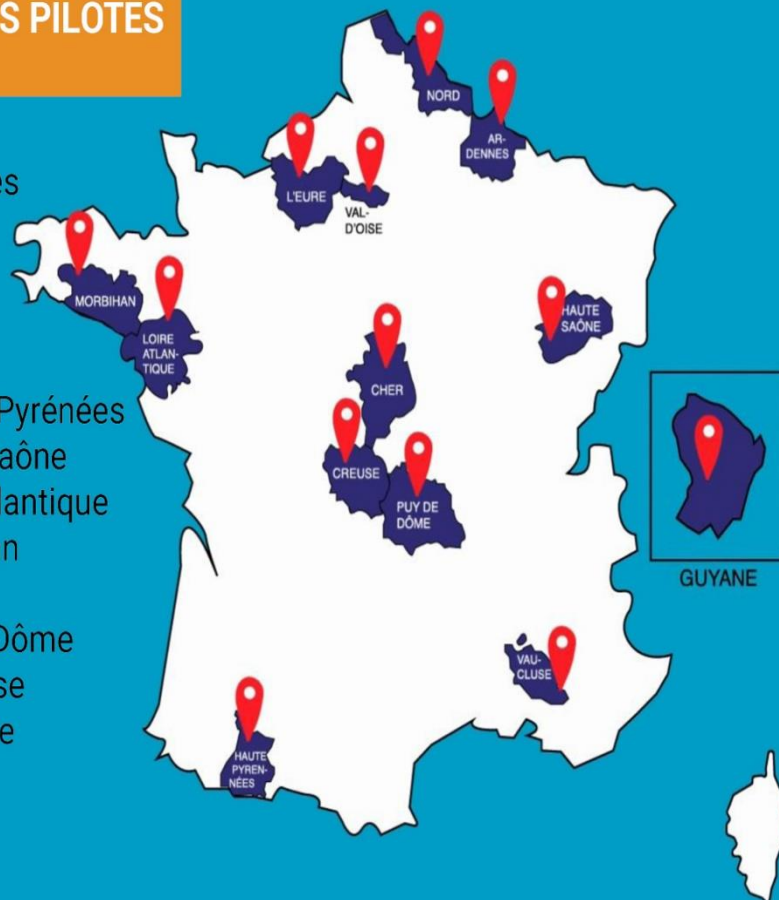 S PILOTES
es
Pyrénées
aône
lantique
n
Dôme
se
e
NORD
AR-
DENNES
L'EURE
VAL-
D'OISE
MORBIHAN
LOIRE
ATLAN-
TIQUE
HAUTE
SAÔNE
CHER
CREUSE
PUY DE
DÔME
GUYANE
VAU-
CLUSE
HAUTE
PYREN-
NÉES